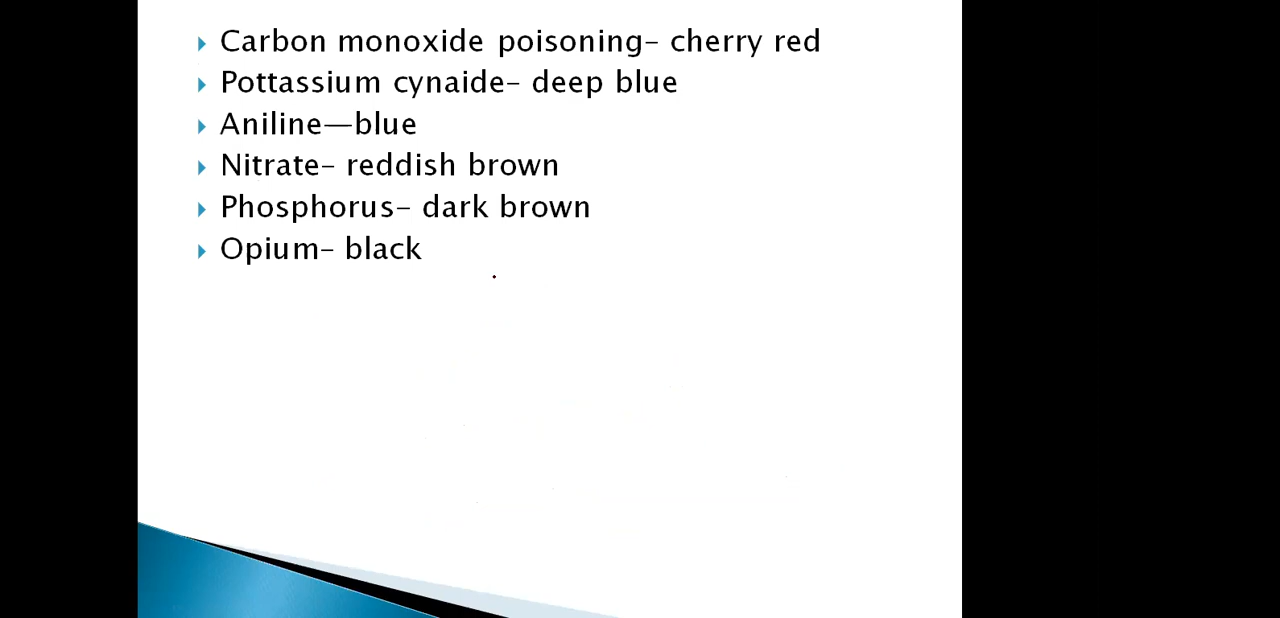 Carbon monoxide poisoning- cherry red
Pottassium cynaide- deep blue
Aniline—blue
Nitrate- reddish brown
Phosphorus- dark brown
Opium- black